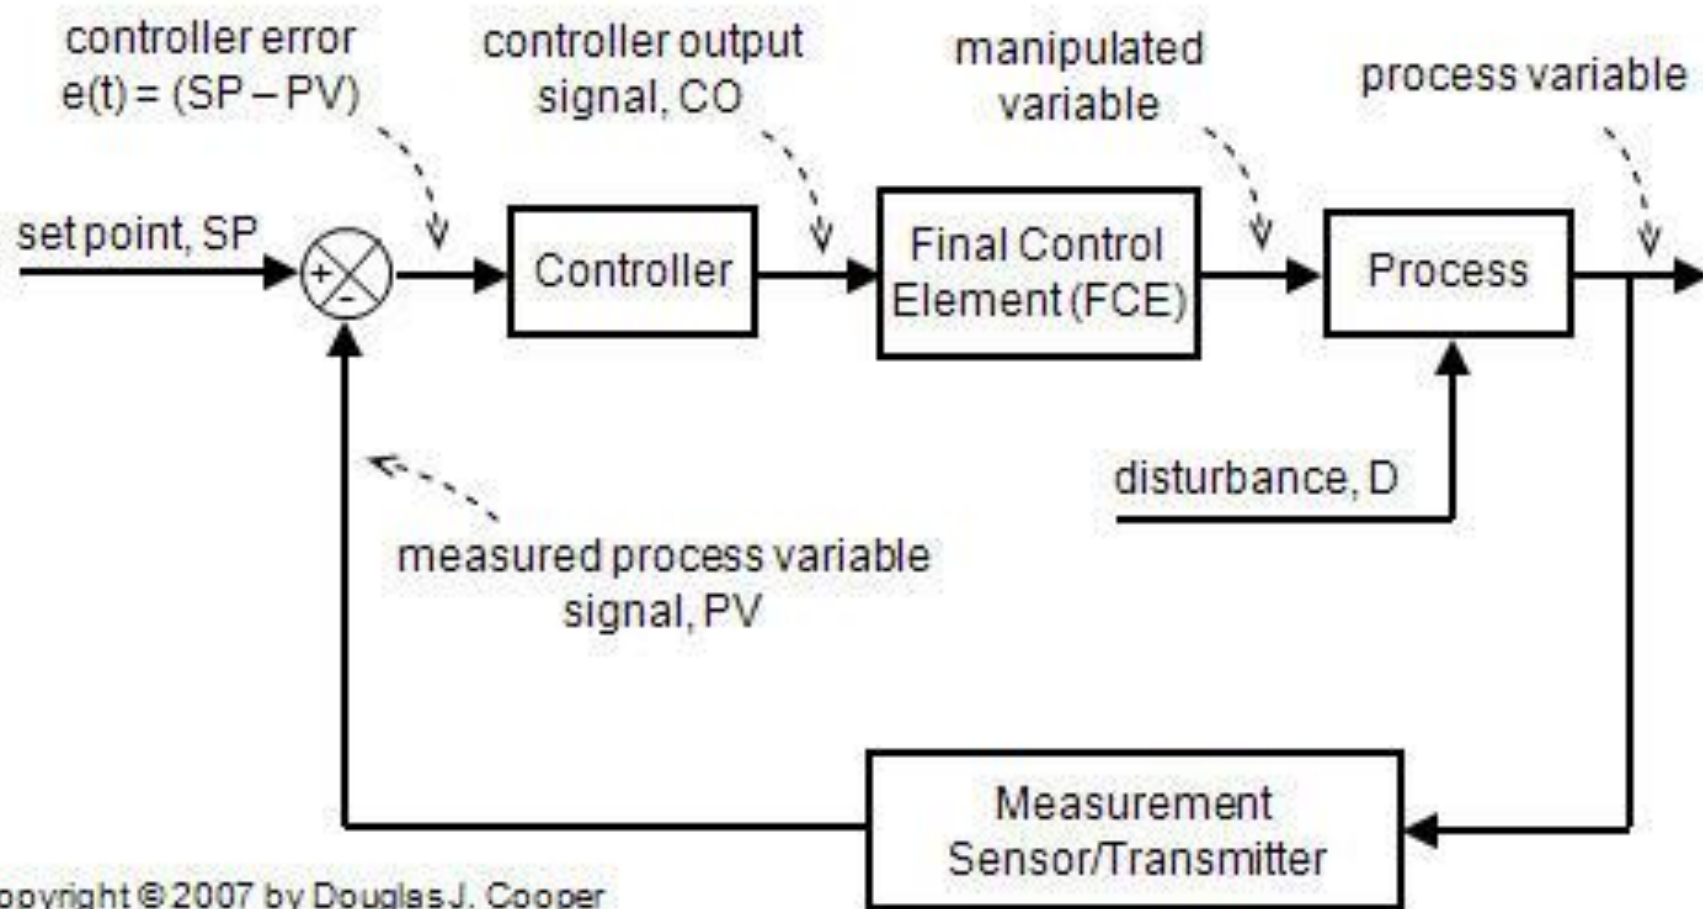 controller error
e(t) = (SP – PV)
controller output
signal, CO
manipulated
variable
process variable
set point, SP
+
-
Controller
Final Control
Element (FCE)
Process
disturbance, D
measured process variable
signal, PV
Measurement
Sensor/Transmitter
opyright © 2007 by Douglas J. Cooper